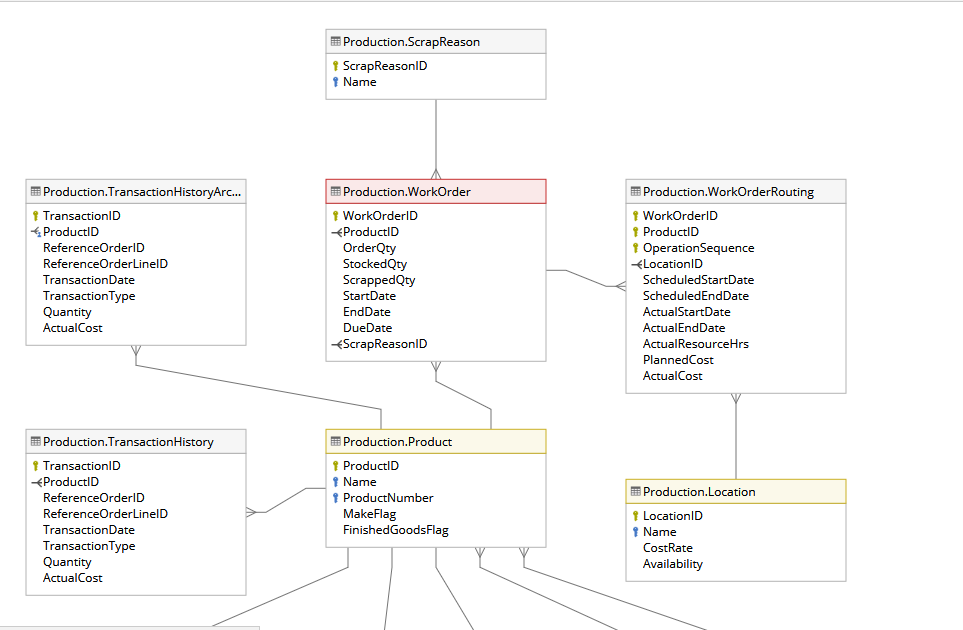 Production.ScrapReason
ScrapReasonID
Name
Production.TransactionHistoryArc...
TransactionID
ProductID
ReferenceOrderID
ReferenceOrderLineID
TransactionDate
TransactionType
Quantity
ActualCost
Production.WorkOrder
WorkOrderID
ProductID
OrderQty
StockedQty
ScrappedQty
StartDate
EndDate
DueDate
ScrapReasonID
Production.WorkOrderRouting
WorkOrderID
ProductID
OperationSequence
LocationID
ScheduledStartDate
ScheduledEndDate
ActualStartDate
ActualEndDate
ActualResourceHrs
PlannedCost
ActualCost
Production.TransactionHistory
TransactionID
ProductID
ReferenceOrderID
ReferenceOrderLineID
TransactionDate
TransactionType
Quantity
ActualCost
Production.Product
ProductID
Name
ProductNumber
MakeFlag
FinishedGoodsFlag
Production.Location
LocationID
Name
CostRate
Availability